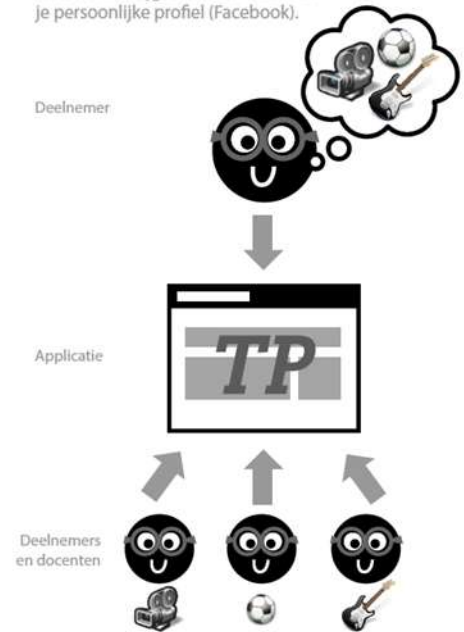 je persoonlijke profiel (Facebook).
Deelnemer
Applicatie
TP
Deelnemers
en docenten